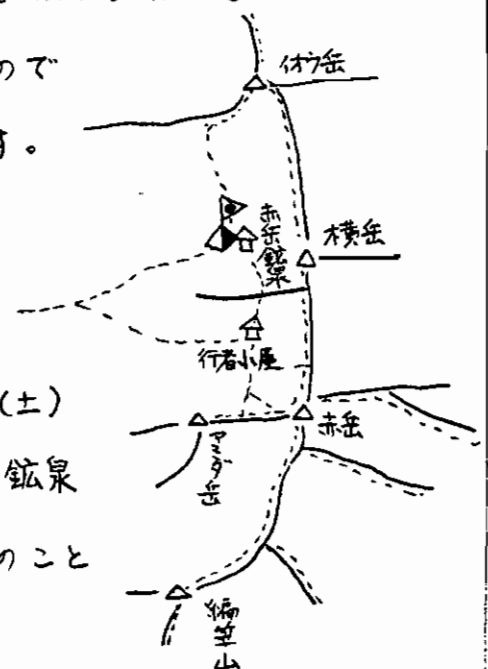 ので
す。
(土)
鉱泉
のこと
イオウ岳
赤岳鉱泉
横岳
行者小屋
赤岳
アミダ岳
編笠山